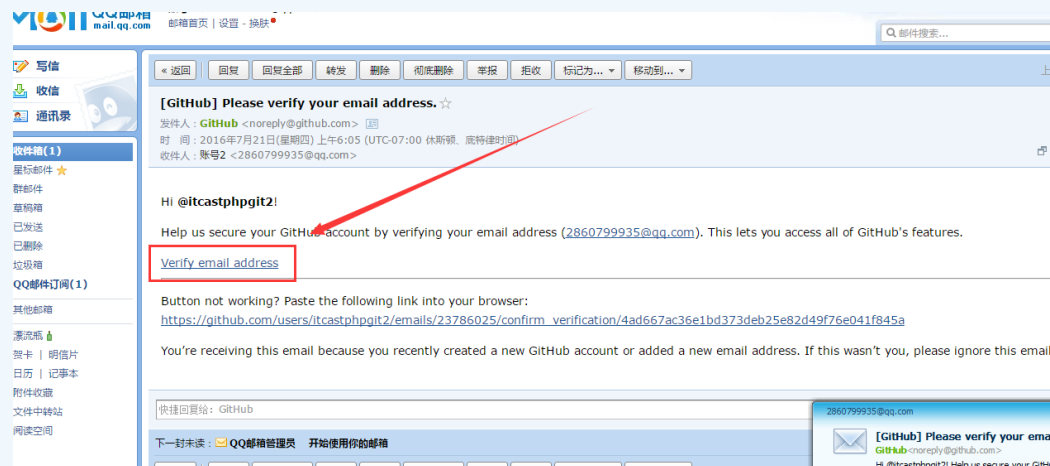 QQ邮箱
mail.qq.com
邮箱首页 | 设置 - 换肤
邮件搜索...
写信
收信
通讯录
« 返回 回复 回复全部 转发 删除 彻底删除 举报 拒收 标记为... 移动到...
上
[GitHub] Please verify your email address.
发件人：GitHub <noreply@github.com>
时 间：2016年7月21日(星期四) 上午6:05 (UTC-07:00 休斯顿、底特律时间)
收件人：账号2 <2860799935@qq.com>
收件箱(1)
星标邮件
群邮件
草稿箱
已发送
已删除
垃圾箱
QQ邮件订阅(1)
其他邮箱
漂流瓶
贺卡 | 明信片
日历 | 记事本
附件收藏
文件中转站
阅读空间
Hi @itcastphpgit2!
Help us secure your GitHub account by verifying your email address (2860799935@qq.com). This lets you access all of GitHub's features.
Verify email address
Button not working? Paste the following link into your browser:
https://github.com/users/itcastphpgit2/emails/23786025/confirm_verification/4ad667ac36e1bd373deb25e82d49f76e041f845a
You're receiving this email because you recently created a new GitHub account or added a new email address. If this wasn't you, please ignore this email
快捷回复给：GitHub
下一封未读：QQ邮箱管理员 开始使用你的邮箱
2860799935@qq.com
[GitHub] Please verify your ema
GitHub<noreply@github.com>
Hi @itcastphpgit2! Help us secure your GitH